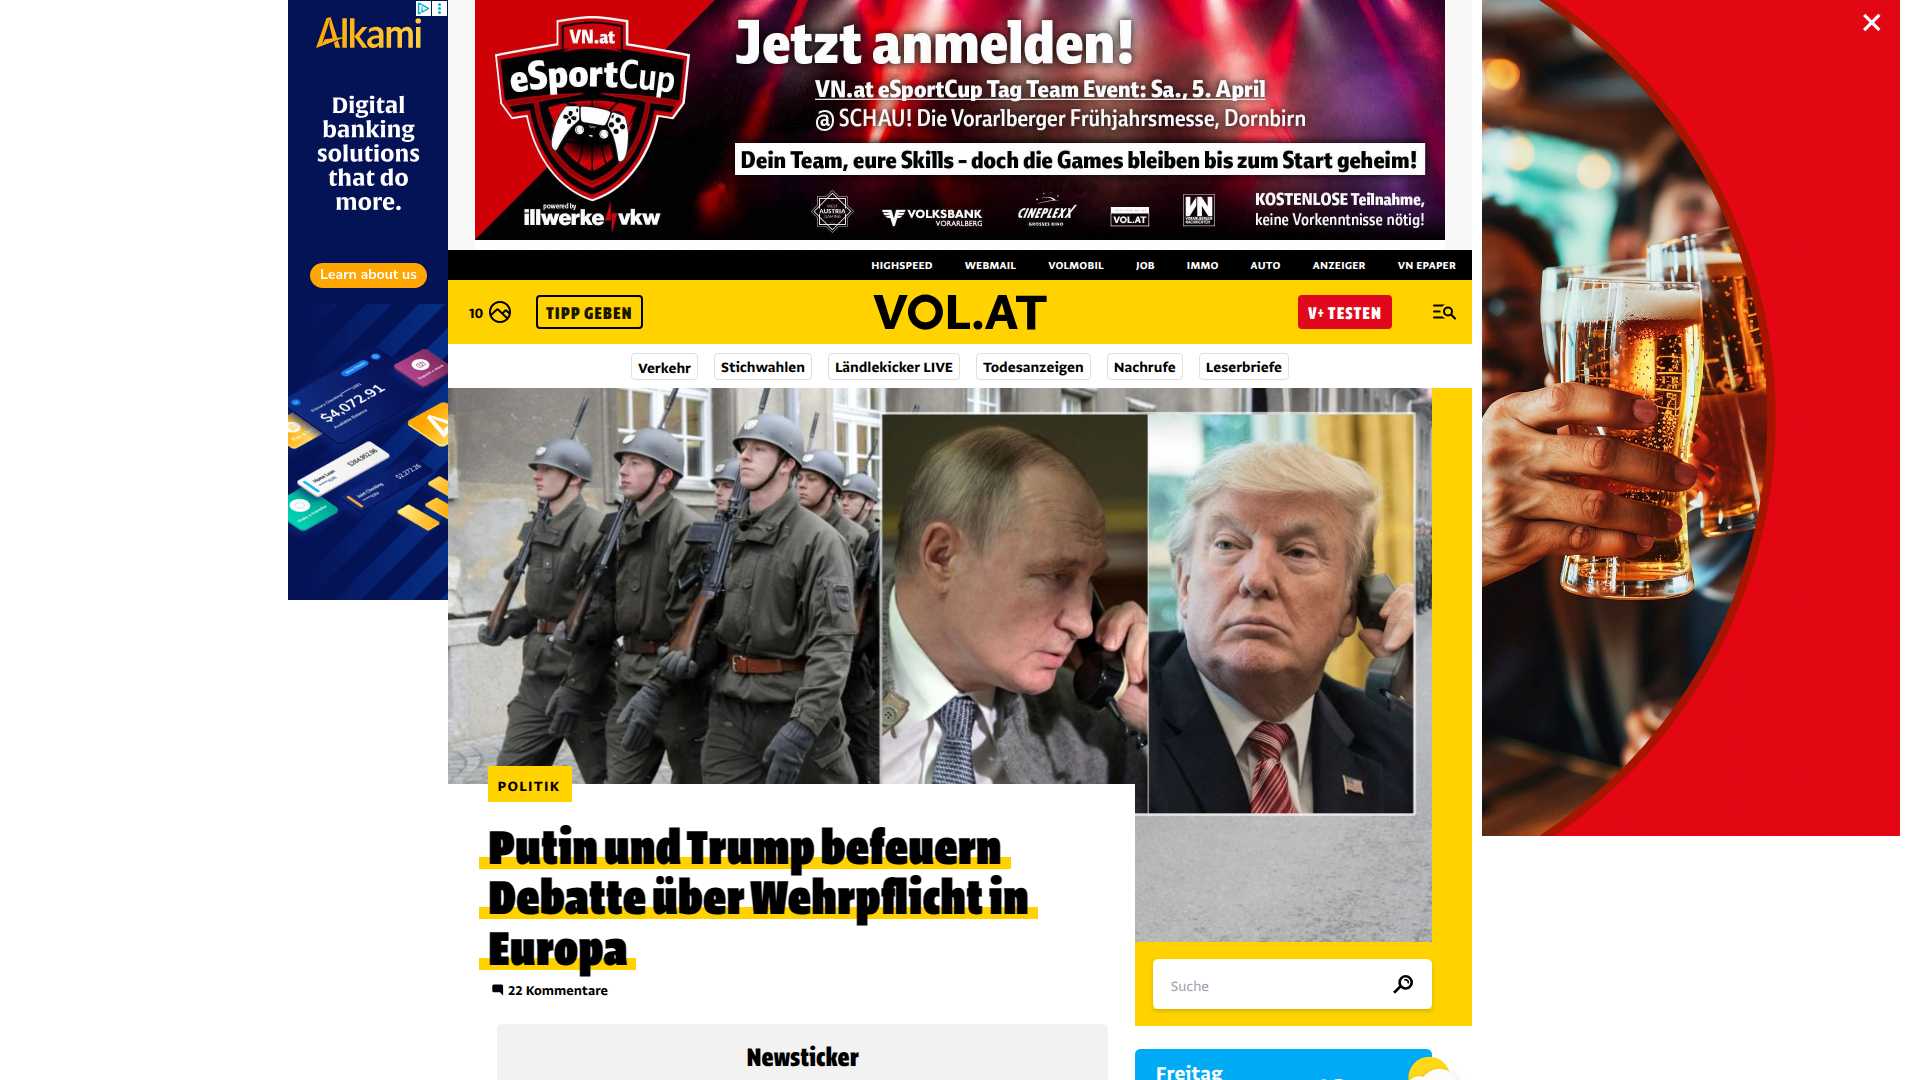 Alkami
Digital
banking
solutions
that do
more.
Learn about us
$4,072.91
VN.at
eSportCup
powered by
illwerke vkw
Jetzt anmelden!
VN.at eSportCup Tag Team Event: Sa., 5. April
@ SCHAU! Die Vorarlberger Frühjahrsmesse, Dornbirn
Dein Team, eure Skills – doch die Games bleiben bis zum Start geheim!
VOLKSBANK
VORARLBERG
CINEPLEXX
VOL.AT
VN
KOSTENLOSE Teilnahme,
keine Vorkenntnisse nötig!
HIGHSPEED WEBMAIL VOLMOBIL JOB IMMO AUTO ANZEIGER VN EPAPER
10 TIPP GEBEN VOL.AT V+ TESTEN
Verkehr Stichwahlen Ländlekicker LIVE Todesanzeigen Nachrufe Leserbriefe
POLITIK
Putin und Trump befeuern
Debatte über Wehrpflicht in
Europa
22 Kommentare
Newsticker
Suche
Freitag